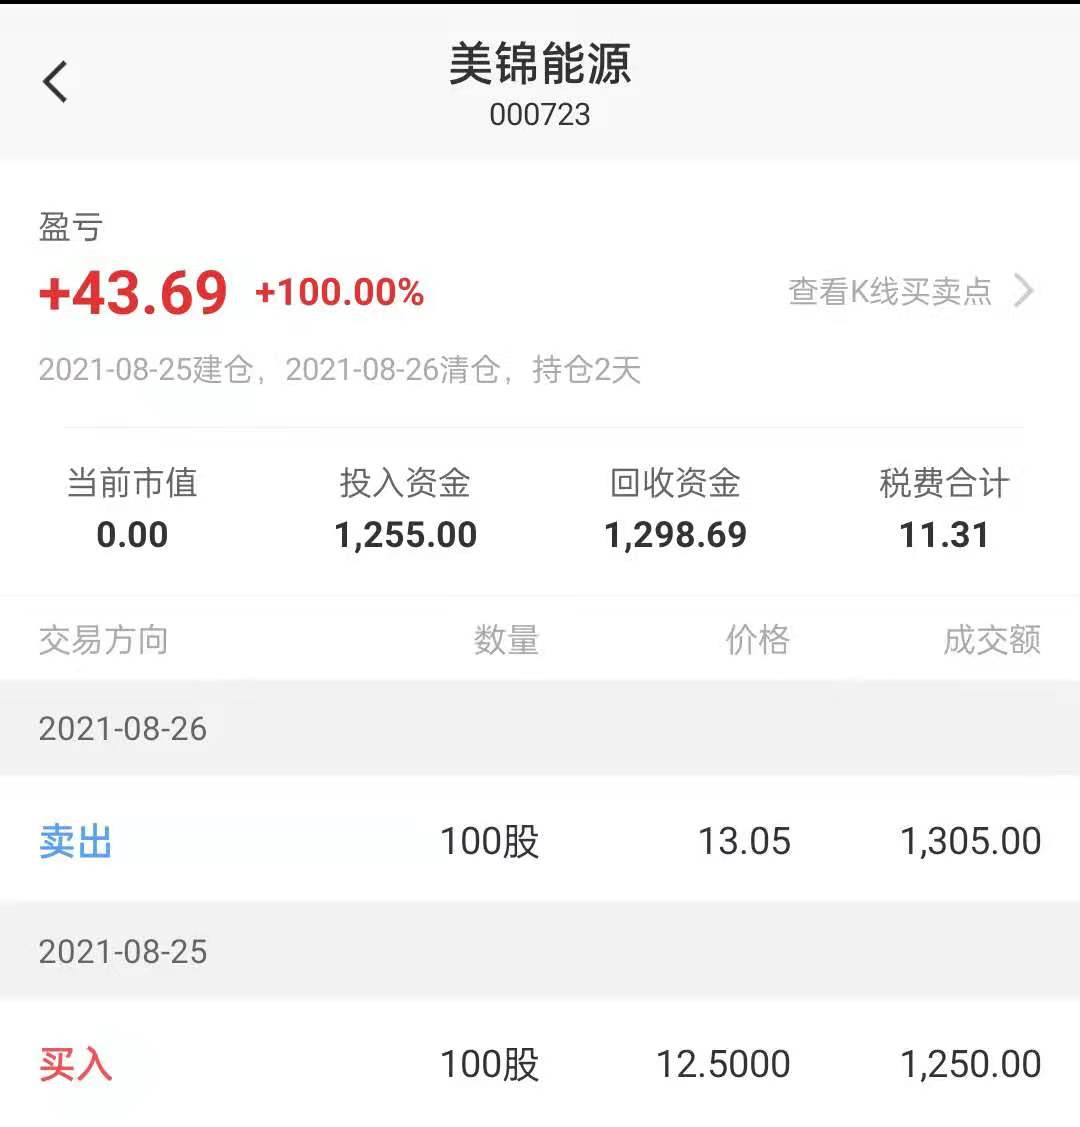 美锦能源
000723
盈亏
+43.69 +100.00% 查看K线买卖点
2021-08-25建仓，2021-08-26清仓，持仓2天
当前市值 投入资金 回收资金 税费合计
0.00 1,255.00 1,298.69 11.31
交易方向 数量 价格 成交额
2021-08-26
卖出 100股 13.05 1,305.00
2021-08-25
买入 100股 12.5000 1,250.00